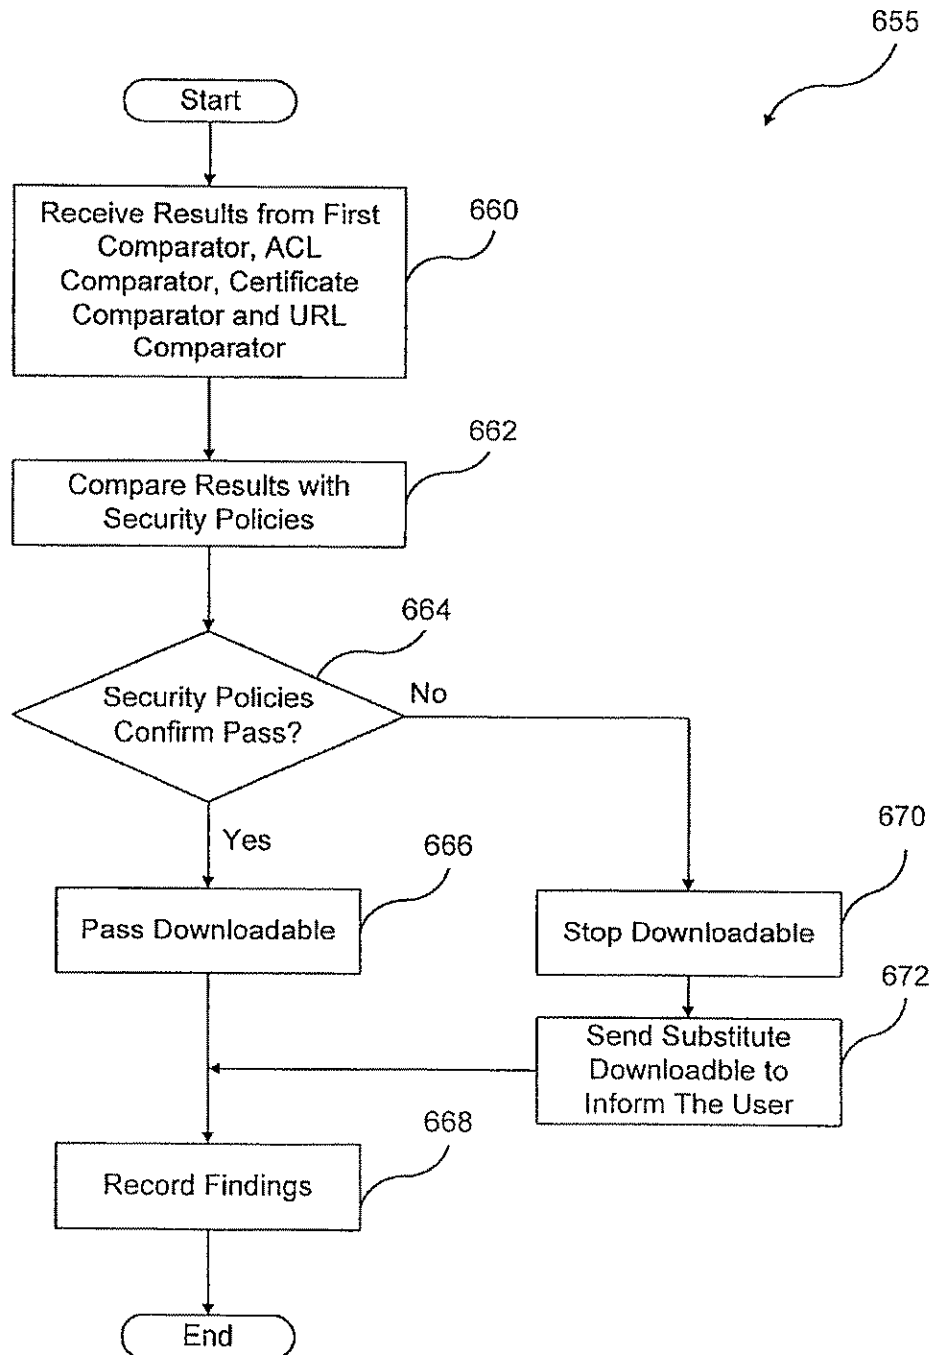 655
Start
Receive Results from First
Comparator, ACL
Comparator, Certificate
Comparator and URL
Comparator
660
662
Compare Results with
Security Policies
664
Security Policies
Confirm Pass?
No
Yes
666
Pass Downloadable
670
Stop Downloadable
672
Send Substitute
Downloadble to
Inform The User
668
Record Findings
End